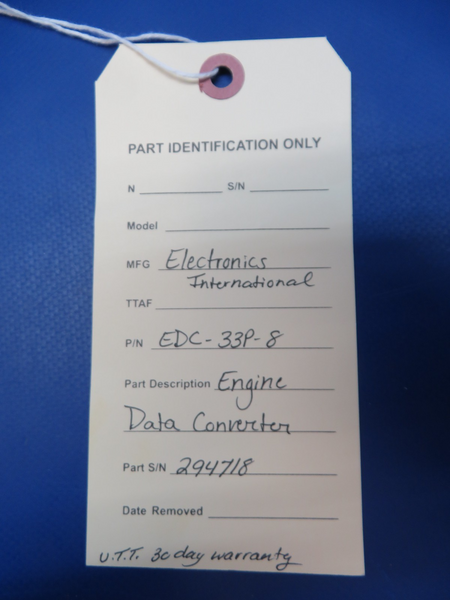 PART IDENTIFICATION ONLY
N S/N
Model
MFG Electronics
International
TTAF
P/N EDC-33P-8
Part Description Engine
Data Converter
Part S/N 294718
Date Removed
U.T.T. 30 day warranty